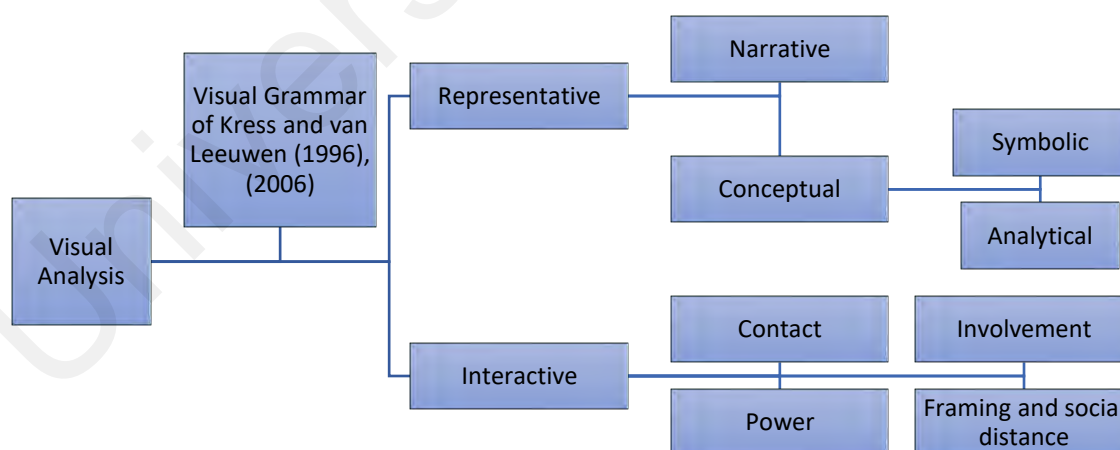 Narrative
Visual Grammar
of Kress and van
Leeuwen (1996),
(2006)
Representative
Symbolic
Conceptual
Visual
Analysis
Analytical
Contact
Involvement
Interactive
Power
Framing and socia
distance
Univers